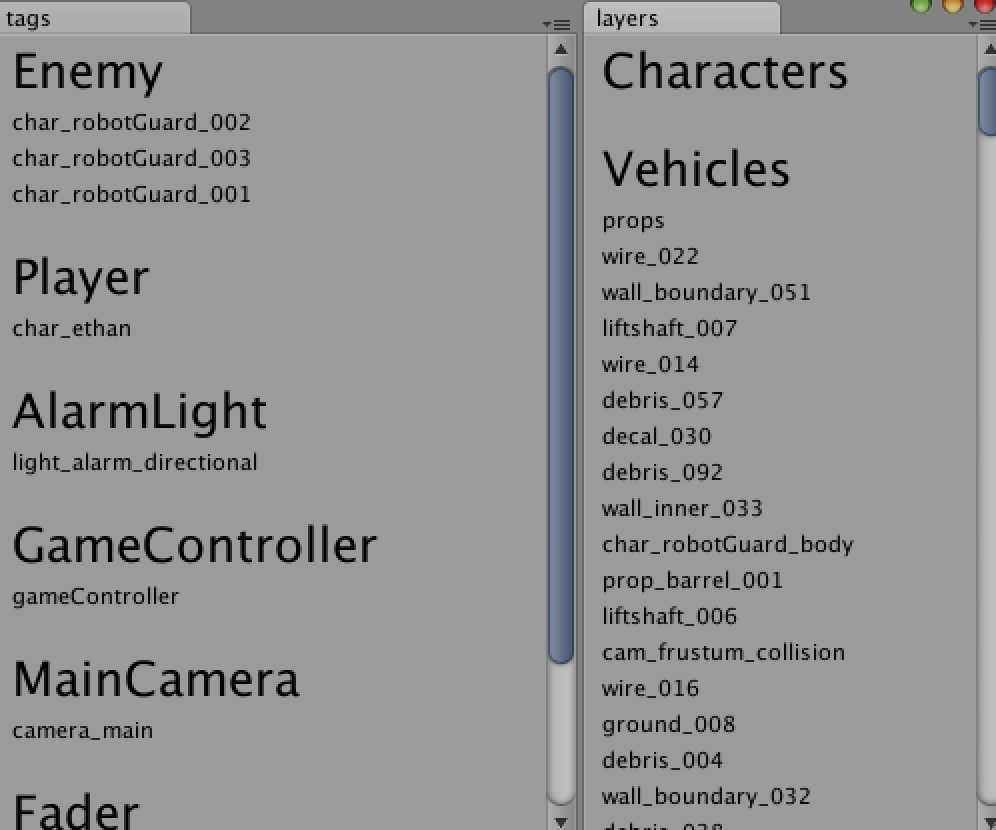 tags
Enemy
char_robotGuard_002
char_robotGuard_003
char_robotGuard_001
Player
char_ethan
AlarmLight
light_alarm_directional
GameController
gameController
MainCamera
camera_main
Fader
layers
Characters
Vehicles
props
wire_022
wall_boundary_051
liftshaft_007
wire_014
debris_057
decal_030
debris_092
wall_inner_033
char_robotGuard_body
prop_barrel_001
liftshaft_006
cam_frustum_collision
wire_016
ground_008
debris_004
wall_boundary_032